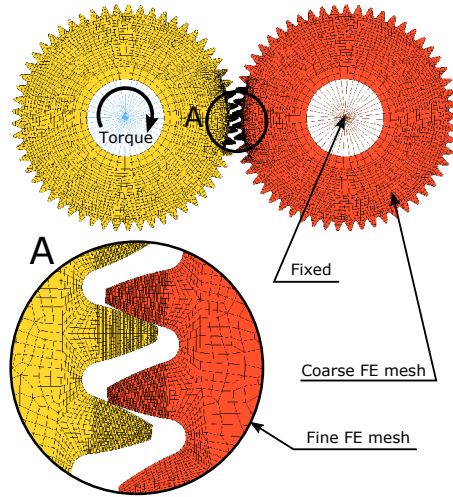 A
Torque
A
Fixed
Coarse FE mesh
Fine FE mesh